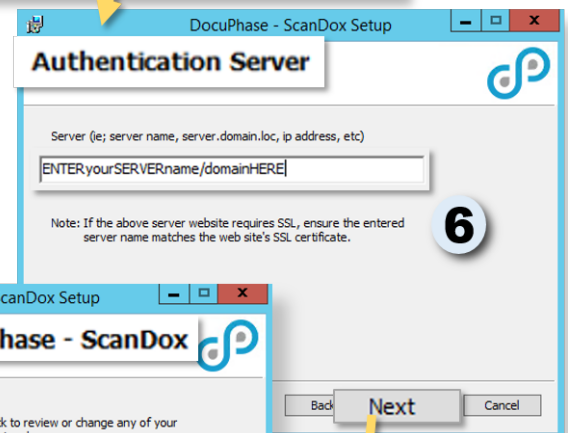 DocuPhase - ScanDox Setup
Authentication Server
Server (ie; server name, server.domain.loc, ip address, etc)
ENTERyourSERVERname/domainHERE
Note: If the above server website requires SSL, ensure the entered
server name matches the web site's SSL certificate.
6
Back
Next
Cancel
ScanDox Setup
hase - ScanDox
k to review or change any of your